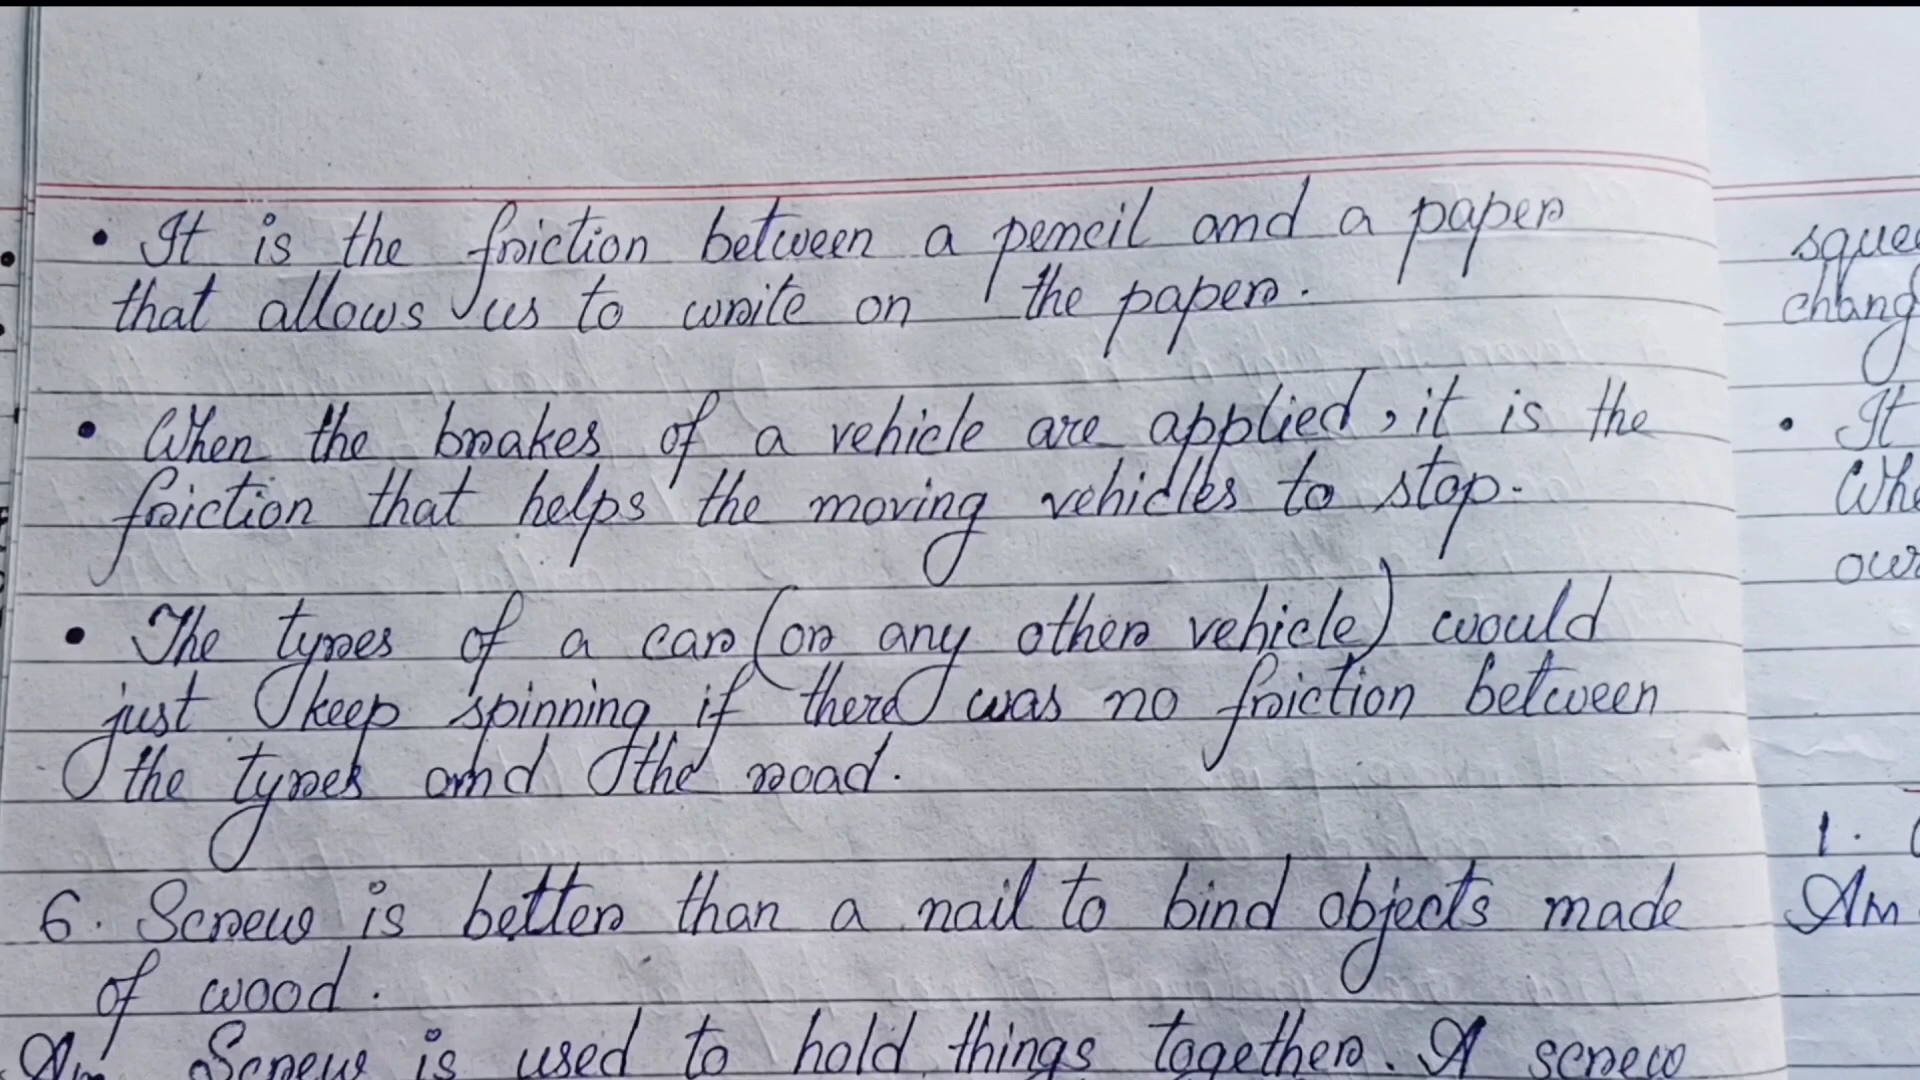 • It is the friction between a pencil and a paper
that allows us to write on the paper.
• When the brakes of a vehicle are applied, it is the
friction that helps the moving vehicles to stop.
• The tyres of a car (or any other vehicle) would
just keep spinning if there was no friction between
the tyres and the road.
6. Screw is better than a nail to bind objects made
of wood.
Ans Screw is used to hold things together. A screw
• It
1.